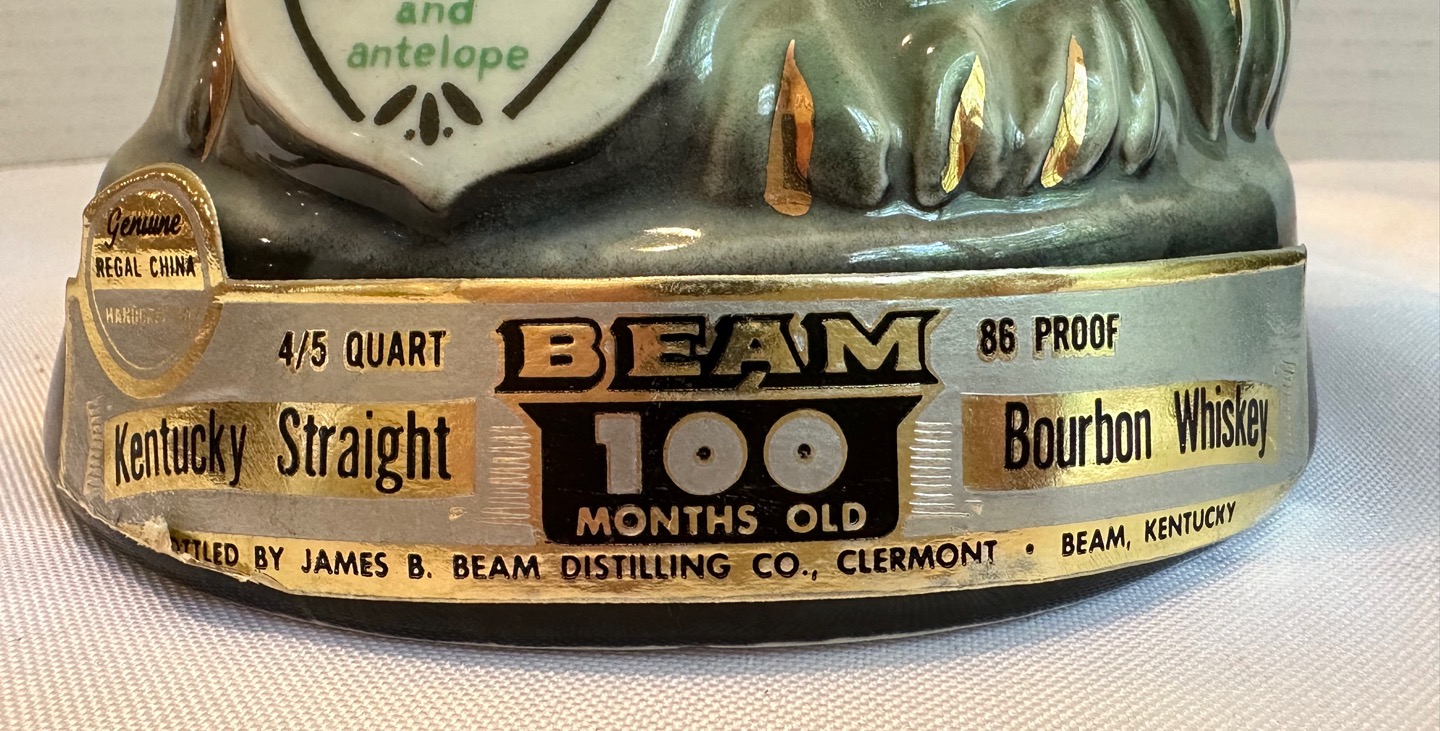 and
antelope
Genuine
REGAL CHINA
HANDCRAFTED
4/5 QUART
BEAM
86 PROOF
Kentucky Straight
100
MONTHS OLD
Bourbon Whiskey
TTLED BY JAMES B. BEAM DISTILLING CO., CLERMONT • BEAM, KENTUCKY